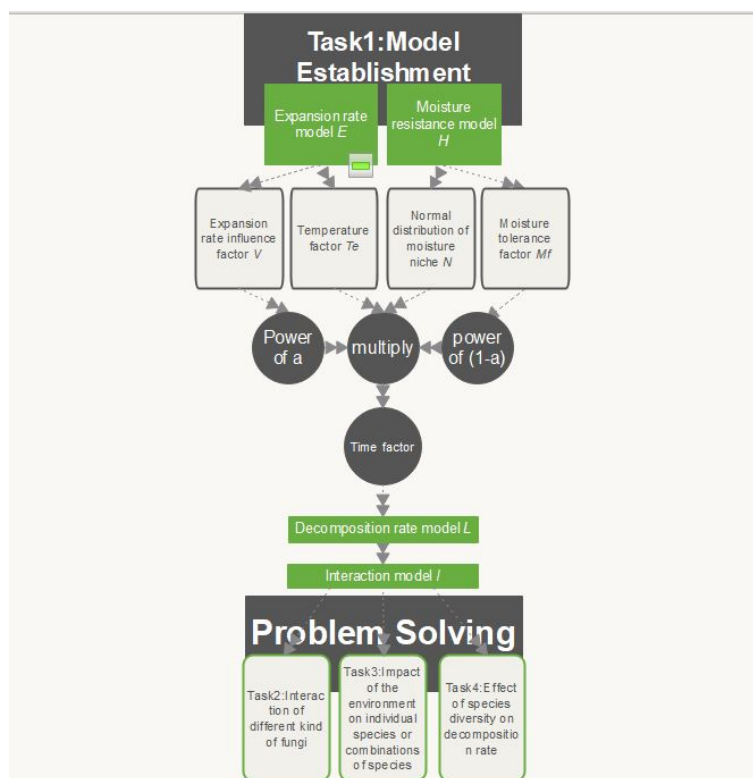 Task1:Model
Establishment
Expansion rate
model E
Moisture
resistance model
H
Expansion
rate influence
factor V
Temperature
factor Te
Normal
distribution of
moisture
niche N
Moisture
tolerance
factor Mf
Power
of a
multiply
power
of (1-a)
Time factor
Decomposition rate model L
Interaction model I
Problem Solving
Task2:Interac
tion of
different kind
of fungi
Task3:Impact
of the
environment
on individual
species or
combinations
of species
Task4:Effect
of species
diversity on
decompositio
n rate